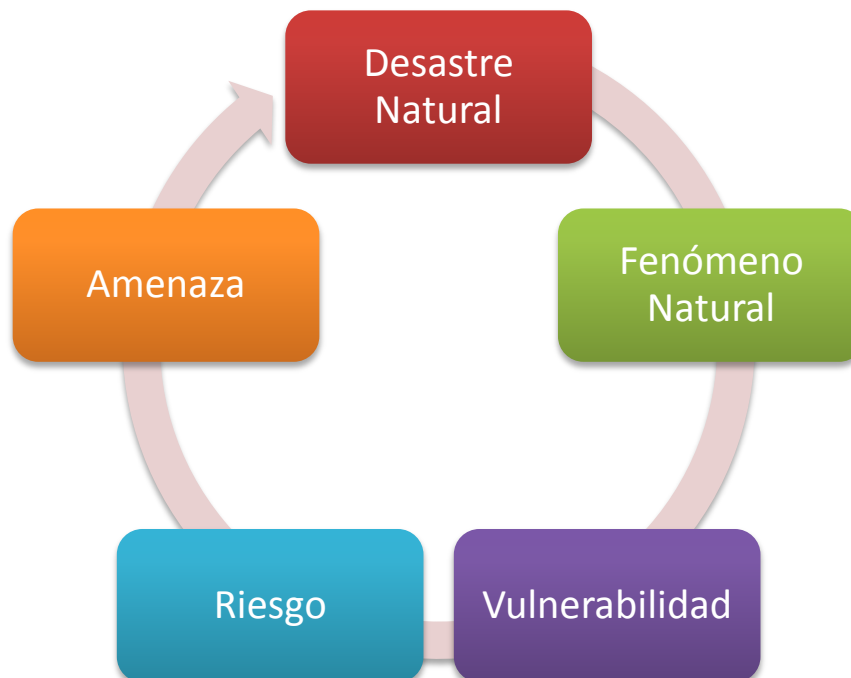 Desastre
Natural
Fenómeno
Natural
Vulnerabilidad
Riesgo
Amenaza